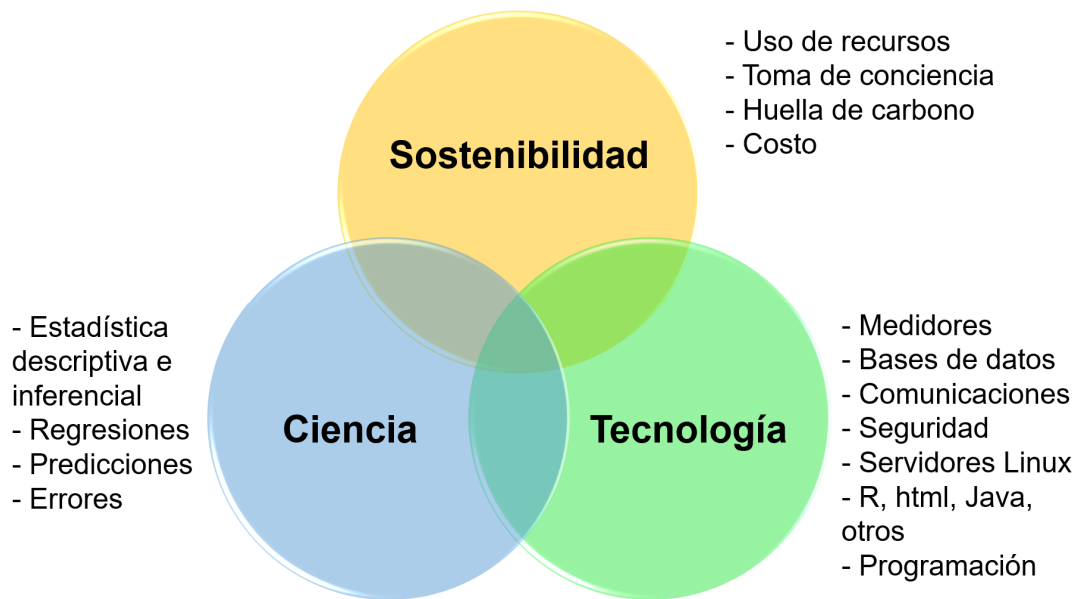 - Uso de recursos
- Toma de conciencia
- Huella de carbono
- Costo
Sostenibilidad
- Estadística
descriptiva e
inferencial
- Regresiones
- Predicciones
- Errores
Ciencia
Tecnología
- Medidores
- Bases de datos
- Comunicaciones
- Seguridad
- Servidores Linux
- R, html, Java,
otros
- Programación